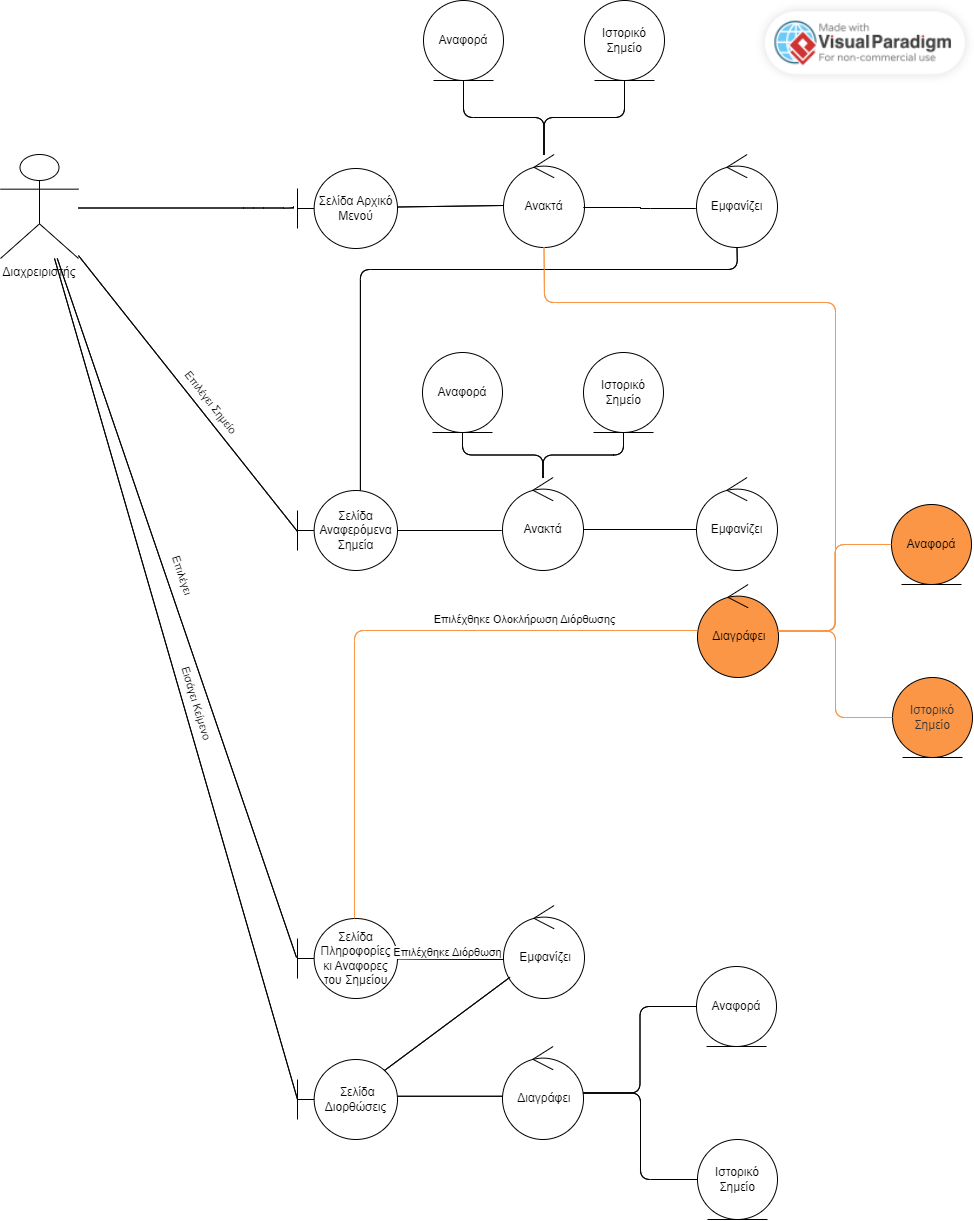 Αναφορά
Ιστορικό
Σημείο
Made with
Visual Paradigm
For non-commercial use
Σελίδα Αρχικό
Μενού
Ανακτά
Εμφανίζει
Διαχρειριστής
Επιλέγει Σημείο
Αναφορά
Ιστορικό
Σημείο
Σελίδα
Αναφερόμενα
Σημεία
Ανακτά
Εμφανίζει
Αναφορά
Επιλέγει
Επιλέχθηκε Ολοκλήρωση Διόρθωσης
Διαγράφει
Εισάγει Κείμενο
Ιστορικό
Σημείο
Σελίδα
Πληροφορίες
κι Αναφορες
του Σημείου
Επιλέχθηκε Διόρθωση
Εμφανίζει
Αναφορά
Σελίδα
Διορθώσεις
Διαγράφει
Ιστορικό
Σημείο